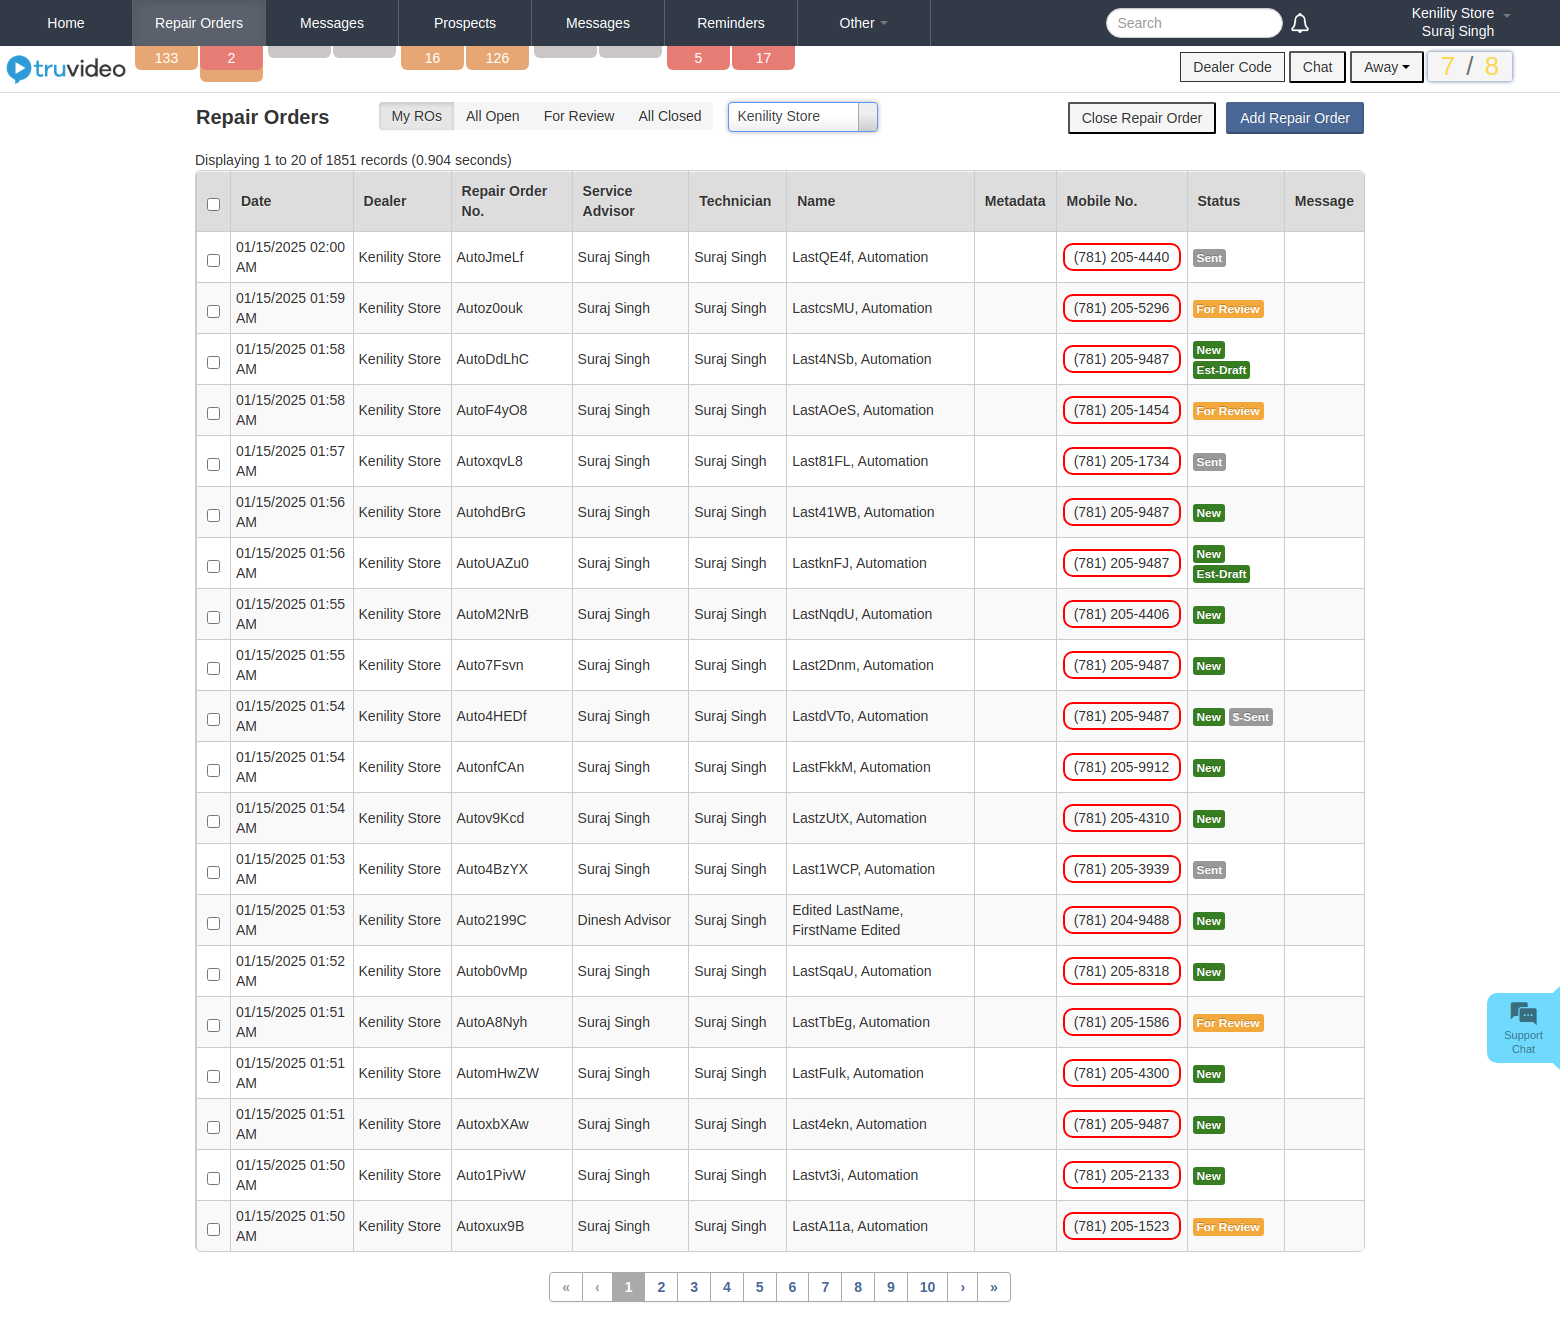 Home Repair Orders Messages Prospects Messages Reminders Other Search Kenility Store
Suraj Singh
133 2 16 126 5 17
truvideo Dealer Code Chat Away 7 / 8
Repair Orders My ROs All Open For Review All Closed Kenility Store Close Repair Order Add Repair Order
Displaying 1 to 20 of 1851 records (0.904 seconds)
Date Dealer Repair Order No. Service Advisor Technician Name Metadata Mobile No. Status Message
01/15/2025 02:00 AM Kenility Store AutoJmeLf Suraj Singh Suraj Singh LastQE4f, Automation (781) 205-4440 Sent
01/15/2025 01:59 AM Kenility Store Autoz0ouk Suraj Singh Suraj Singh LastcsMU, Automation (781) 205-5296 For Review
01/15/2025 01:58 AM Kenility Store AutoDdLhC Suraj Singh Suraj Singh Last4NSb, Automation (781) 205-9487 New Est-Draft
01/15/2025 01:58 AM Kenility Store AutoF4yO8 Suraj Singh Suraj Singh LastAOeS, Automation (781) 205-1454 For Review
01/15/2025 01:57 AM Kenility Store AutoxqvL8 Suraj Singh Suraj Singh Last81FL, Automation (781) 205-1734 Sent
01/15/2025 01:56 AM Kenility Store AutohdBrG Suraj Singh Suraj Singh Last41WB, Automation (781) 205-9487 New
01/15/2025 01:56 AM Kenility Store AutoUAZu0 Suraj Singh Suraj Singh LastknFJ, Automation (781) 205-9487 New Est-Draft
01/15/2025 01:55 AM Kenility Store AutoM2NrB Suraj Singh Suraj Singh LastNqdU, Automation (781) 205-4406 New
01/15/2025 01:55 AM Kenility Store Auto7Fsvn Suraj Singh Suraj Singh Last2Dnm, Automation (781) 205-9487 New
01/15/2025 01:54 AM Kenility Store Auto4HEDf Suraj Singh Suraj Singh LastdVTo, Automation (781) 205-9487 New $-Sent
01/15/2025 01:54 AM Kenility Store AutonfCAn Suraj Singh Suraj Singh LastFkkM, Automation (781) 205-9912 New
01/15/2025 01:54 AM Kenility Store Autov9Kcd Suraj Singh Suraj Singh LastzUtX, Automation (781) 205-4310 New
01/15/2025 01:53 AM Kenility Store Auto4BzYX Suraj Singh Suraj Singh Last1WCP, Automation (781) 205-3939 Sent
01/15/2025 01:53 AM Kenility Store Auto2199C Dinesh Advisor Suraj Singh Edited LastName, FirstName Edited (781) 204-9488 New
01/15/2025 01:52 AM Kenility Store Autob0vMp Suraj Singh Suraj Singh LastSqaU, Automation (781) 205-8318 New
01/15/2025 01:51 AM Kenility Store AutoA8Nyh Suraj Singh Suraj Singh LastTbEg, Automation (781) 205-1586 For Review
01/15/2025 01:51 AM Kenility Store AutomHwZW Suraj Singh Suraj Singh LastFuIk, Automation (781) 205-4300 New
01/15/2025 01:51 AM Kenility Store AutoxbXAw Suraj Singh Suraj Singh Last4ekn, Automation (781) 205-9487 New
01/15/2025 01:50 AM Kenility Store Auto1PivW Suraj Singh Suraj Singh Lastvt3i, Automation (781) 205-2133 New
01/15/2025 01:50 AM Kenility Store Autoxux9B Suraj Singh Suraj Singh LastA11a, Automation (781) 205-1523 For Review
Support
Chat
« ‹ 1 2 3 4 5 6 7 8 9 10 › »